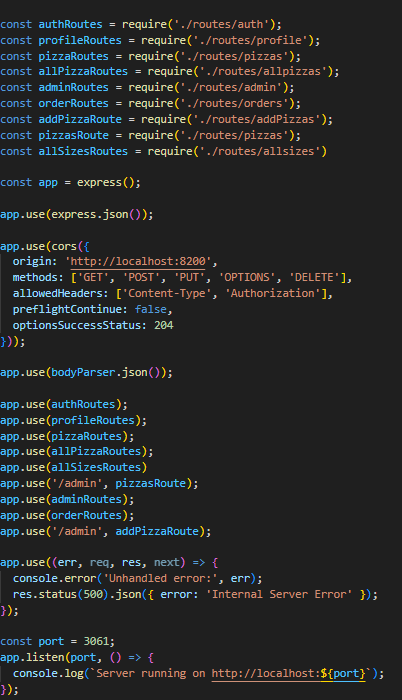 const authRoutes = require('./routes/auth');
const profileRoutes = require('./routes/profile');
const pizzaRoutes = require('./routes/pizzas');
const allPizzaRoutes = require('./routes/allpizzas');
const adminRoutes = require('./routes/admin');
const orderRoutes = require('./routes/orders');
const addPizzaRoute = require('./routes/addPizzas');
const pizzasRoute = require('./routes/pizzas');
const allSizesRoutes = require('./routes/allsizes')

const app = express();

app.use(express.json());

app.use(cors({
  origin: 'http://localhost:8200',
  methods: ['GET', 'POST', 'PUT', 'OPTIONS', 'DELETE'],
  allowedHeaders: ['Content-Type', 'Authorization'],
  preflightContinue: false,
  optionsSuccessStatus: 204
}));

app.use(bodyParser.json());

app.use(authRoutes);
app.use(profileRoutes);
app.use(pizzaRoutes);
app.use(allPizzaRoutes);
app.use(allSizesRoutes)
app.use('/admin', pizzasRoute);
app.use(adminRoutes);
app.use(orderRoutes);
app.use('/admin', addPizzaRoute);

app.use((err, req, res, next) => {
  console.error('Unhandled error:', err);
  res.status(500).json({ error: 'Internal Server Error' });
});

const port = 3061;
app.listen(port, () => {
  console.log(`Server running on http://localhost:${port}`);
});